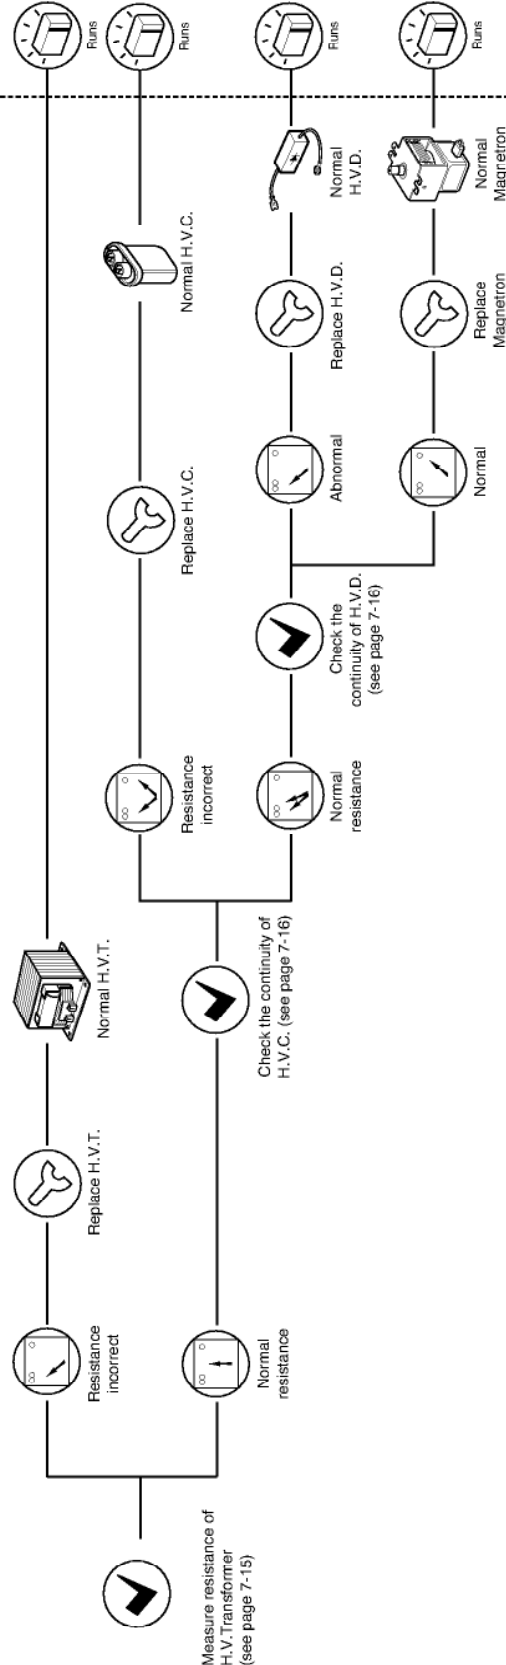 Measure resistance of
H.V.Transformer
(see page 7-15)
Resistance
incorrect
Replace H.V.T.
Normal H.V.T.
Runs
Normal
resistance
Check the continuity of
H.V.C. (see page 7-16)
Resistance
incorrect
Replace H.V.C.
Normal H.V.C.
Runs
Normal
resistance
Check the
continuity of H.V.D.
(see page 7-16)
Abnormal
Replace H.V.D.
Normal
H.V.D.
Runs
Normal
Replace
Magnetron
Normal
Magnetron
Runs